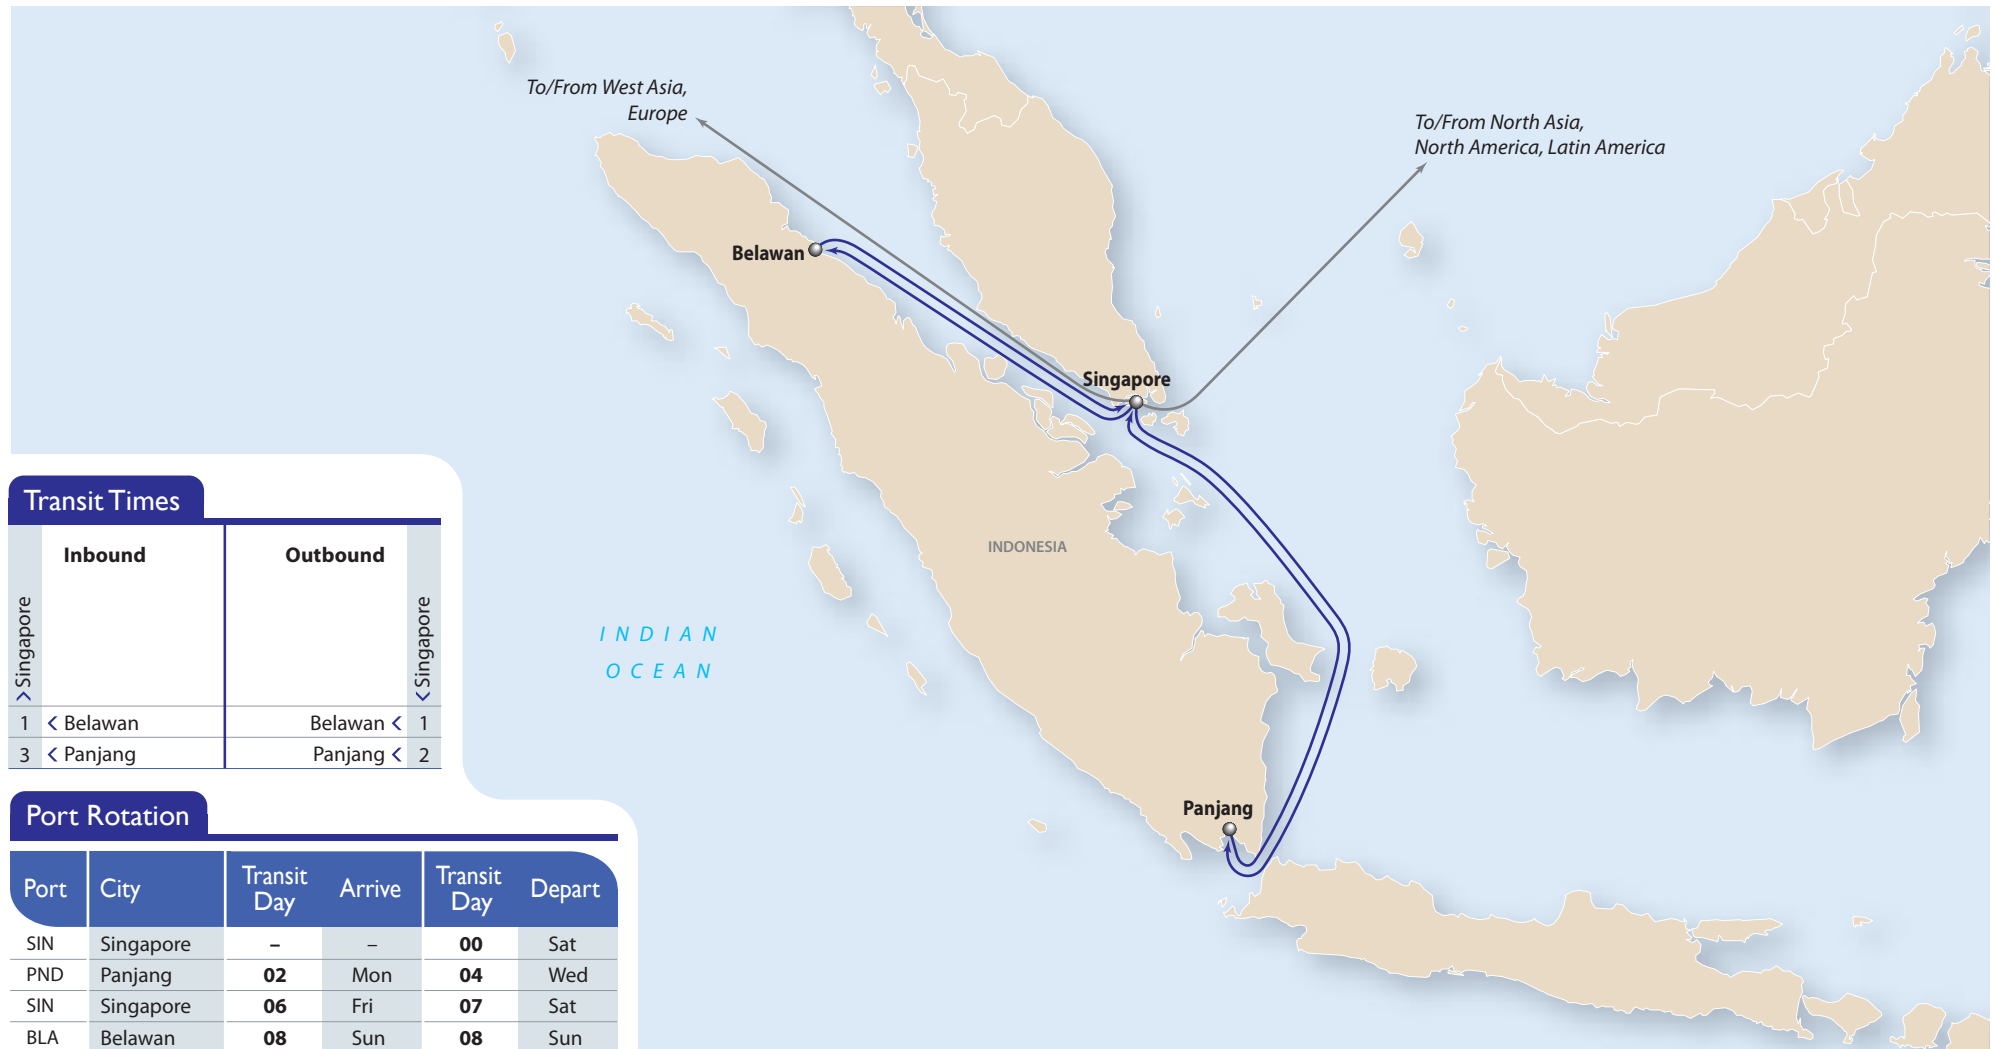 To/From West Asia,
Europe
To/From North Asia,
North America, Latin America
Belawan
Singapore
INDONESIA
INDIAN
OCEAN
Panjang
Transit Times
Inbound Outbound
> Singapore < Singapore
1 < Belawan Belawan < 1
3 < Panjang Panjang < 2
Port Rotation
Port City Transit Day Arrive Transit Day Depart
SIN Singapore – – 00 Sat
PND Panjang 02 Mon 04 Wed
SIN Singapore 06 Fri 07 Sat
BLA Belawan 08 Sun 08 Sun